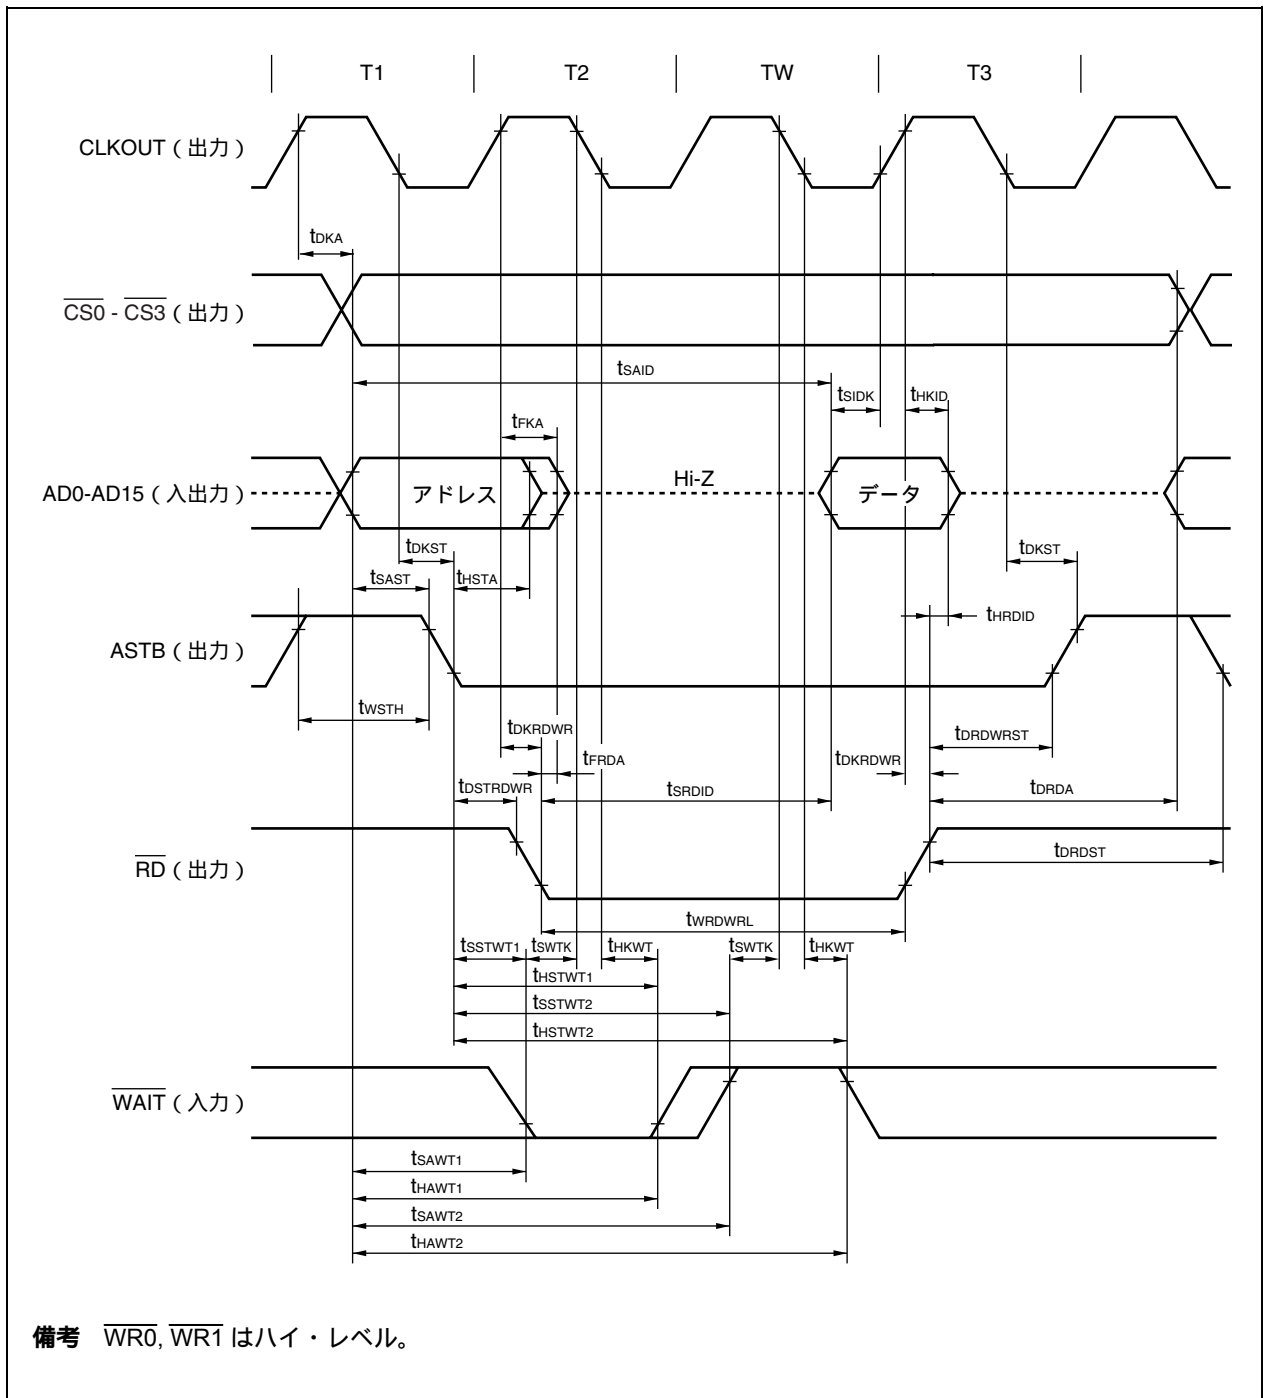 T1 T2 TW T3
CLKOUT（出力）
tDKA
CS0 - CS3（出力）
tSAID
tSIDK tHKID
tFKA
AD0-AD15（入出力） アドレス Hi-Z データ
tDKST tDKST
tSAST tHSTA
tHRDID
ASTB（出力）
tWSTH
tDKRDWR tDRDWRST
tFRDA tDKRDWR
tDSTRDWR tSRDID tDRDA
RD（出力） tDRDST
tWRDWRL
tSSTWT1 tSWTK tHKWT tSWTK tHKWT
tHSTWT1
tSSTWT2
tHSTWT2
WAIT（入力）
tSAWT1
tHAWT1
tSAWT2
tHAWT2
備考 WR0, WR1 はハイ・レベル。